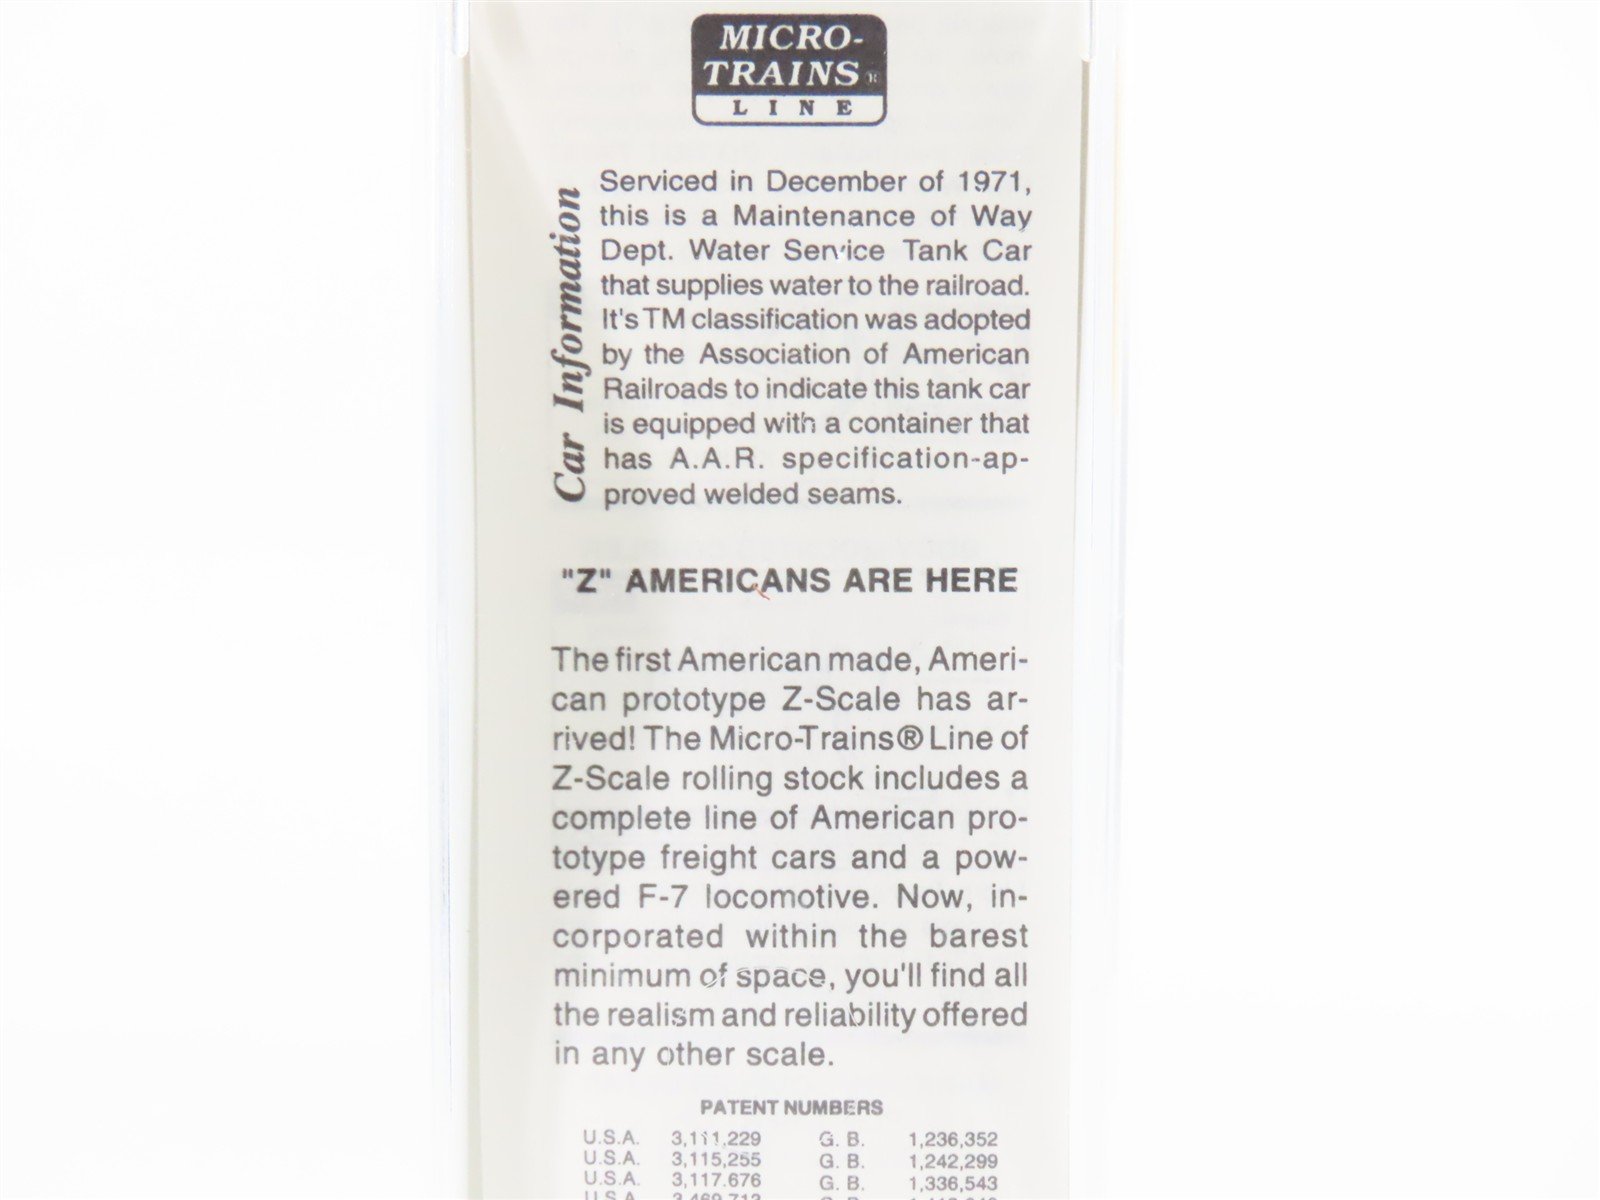 MICRO-
TRAINS®
LINE
Car Information
Serviced in December of 1971,
this is a Maintenance of Way
Dept. Water Service Tank Car
that supplies water to the railroad.
It's TM classification was adopted
by the Association of American
Railroads to indicate this tank car
is equipped with a container that
has A.A.R. specification-ap-
proved welded seams.
"Z" AMERICANS ARE HERE
The first American made, Ameri-
can prototype Z-Scale has ar-
rived! The Micro-Trains® Line of
Z-Scale rolling stock includes a
complete line of American pro-
totype freight cars and a pow-
ered F-7 locomotive. Now, in-
corporated within the barest
minimum of space, you'll find all
the realism and reliability offered
in any other scale.
PATENT NUMBERS
U.S.A. 3,111,229 G. B. 1,236,352
U.S.A. 3,115,255 G. B. 1,242,299
U.S.A. 3,117.676 G. B. 1,336,543
U.S.A.